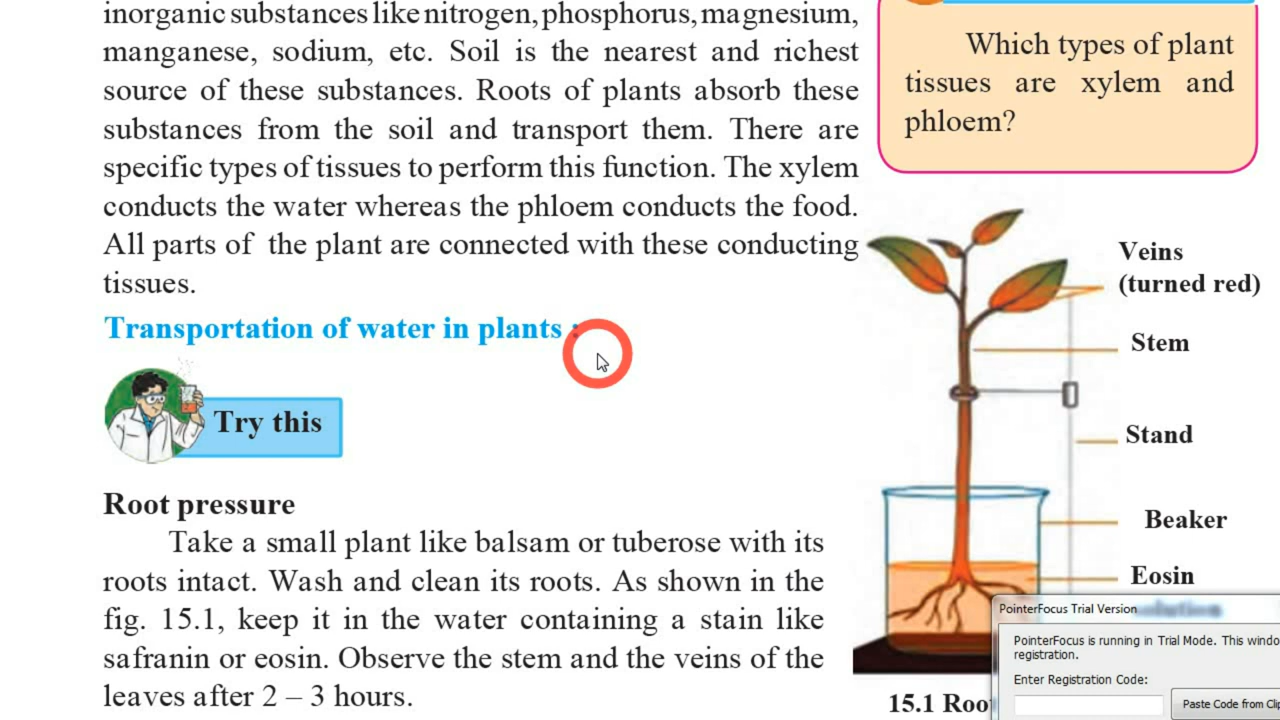 inorganic substances like nitrogen, phosphorus, magnesium,
manganese, sodium, etc. Soil is the nearest and richest
source of these substances. Roots of plants absorb these
substances from the soil and transport them. There are
specific types of tissues to perform this function. The xylem
conducts the water whereas the phloem conducts the food.
All parts of the plant are connected with these conducting
tissues.
Transportation of water in plants :
Try this
Root pressure
Take a small plant like balsam or tuberose with its
roots intact. Wash and clean its roots. As shown in the
fig. 15.1, keep it in the water containing a stain like
safranin or eosin. Observe the stem and the veins of the
leaves after 2 – 3 hours.
Which types of plant
tissues are xylem and
phloem?
Veins
(turned red)
Stem
Stand
Beaker
Eosin
15.1 Root
PointerFocus Trial Version
PointerFocus is running in Trial Mode. This windo
registration.
Enter Registration Code:
Paste Code from Clip